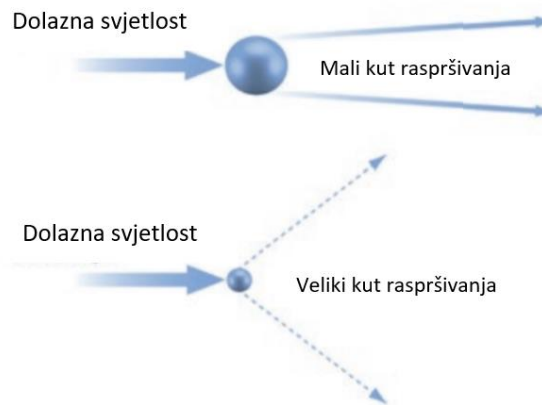 Dolazna svjetlost
Mali kut raspršivanja
Dolazna svjetlost
Veliki kut raspršivanja